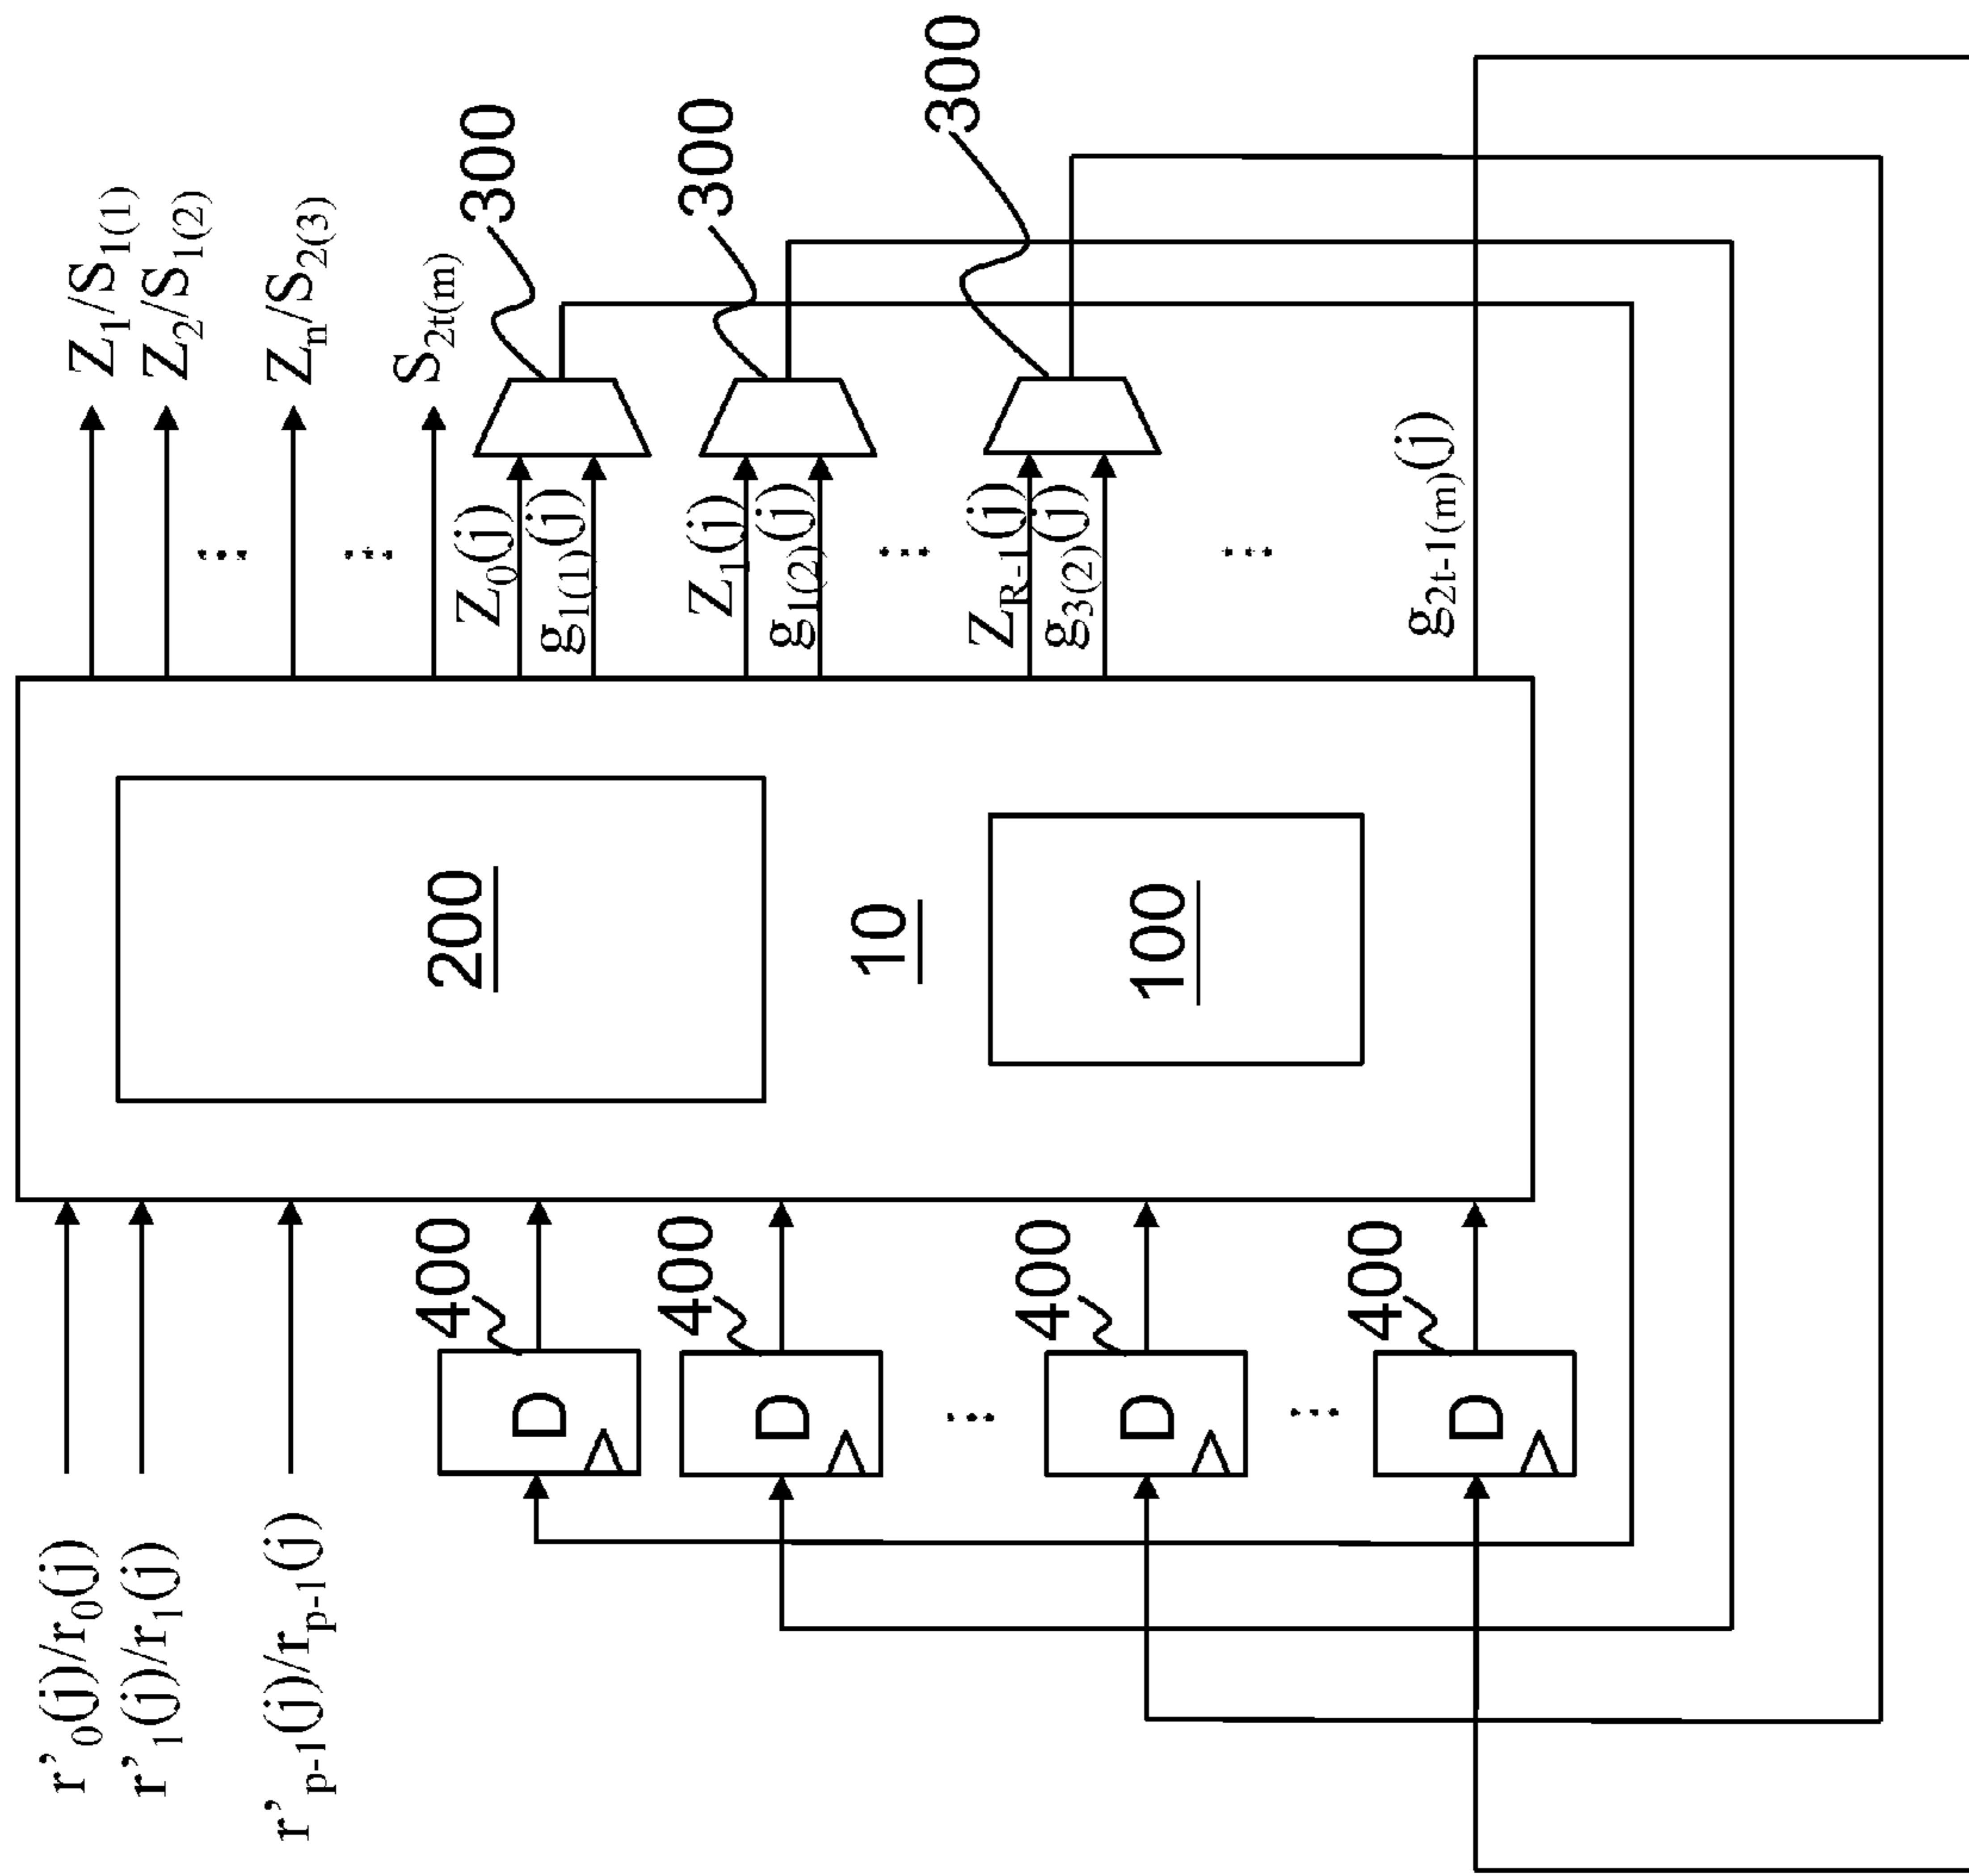 r'₀(j)/r₀(j)
r'₁(j)/r₁(j)
r'ₚ₋₁(j)/rₚ₋₁(j)
400
D
400
D
...
400
D
...
400
D
200
10
100
Z₁/S₁₍₁₎
Z₂/S₁₍₂₎
...
Zₙ/S₂₍₃₎
...
S₂ₜ₍ₘ₎
Z₀(j)
g₁₍₁₎(j)
300
Z₁(j)
g₁₍₂₎(j)
300
...
Z_R-1(j)
g₃₍₂₎(j)
300
...
g₂ₜ₋₁₍ₘ₎(j)